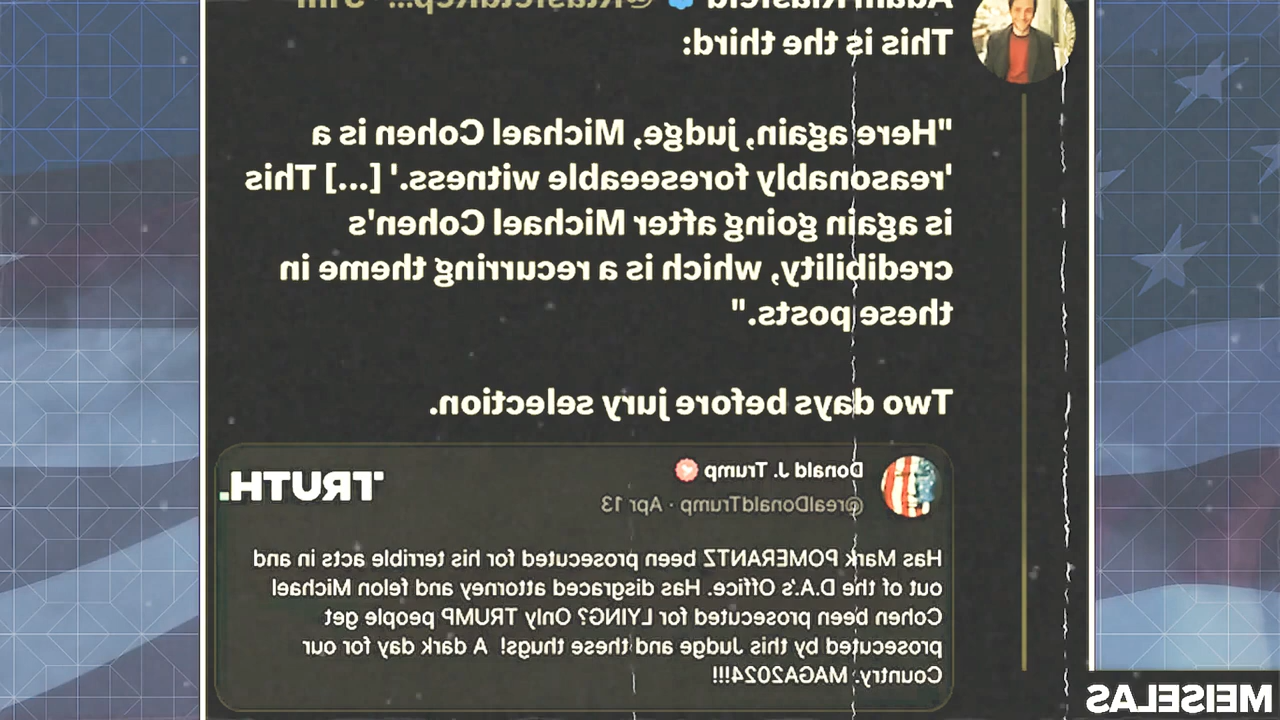 This is the third:
"Here again, judge, Michael Cohen is a
'reasonably foreseeable witness.' [...] This
is again going after Michael Cohen's
credibility, which is a recurring theme in
these posts."
Two days before jury selection.
Donald J. Trump
TRUTH.
@realDonaldTrump · Apr 13
Has Mark POMERANTZ been prosecuted for his terrible acts in and
out of the D.A.'s Office. Has disgraced attorney and felon Michael
Cohen been prosecuted for LYING? Only TRUMP people get
prosecuted by this Judge and these thugs! A dark day for our
Country. MAGA2024!!!
MEISELAS